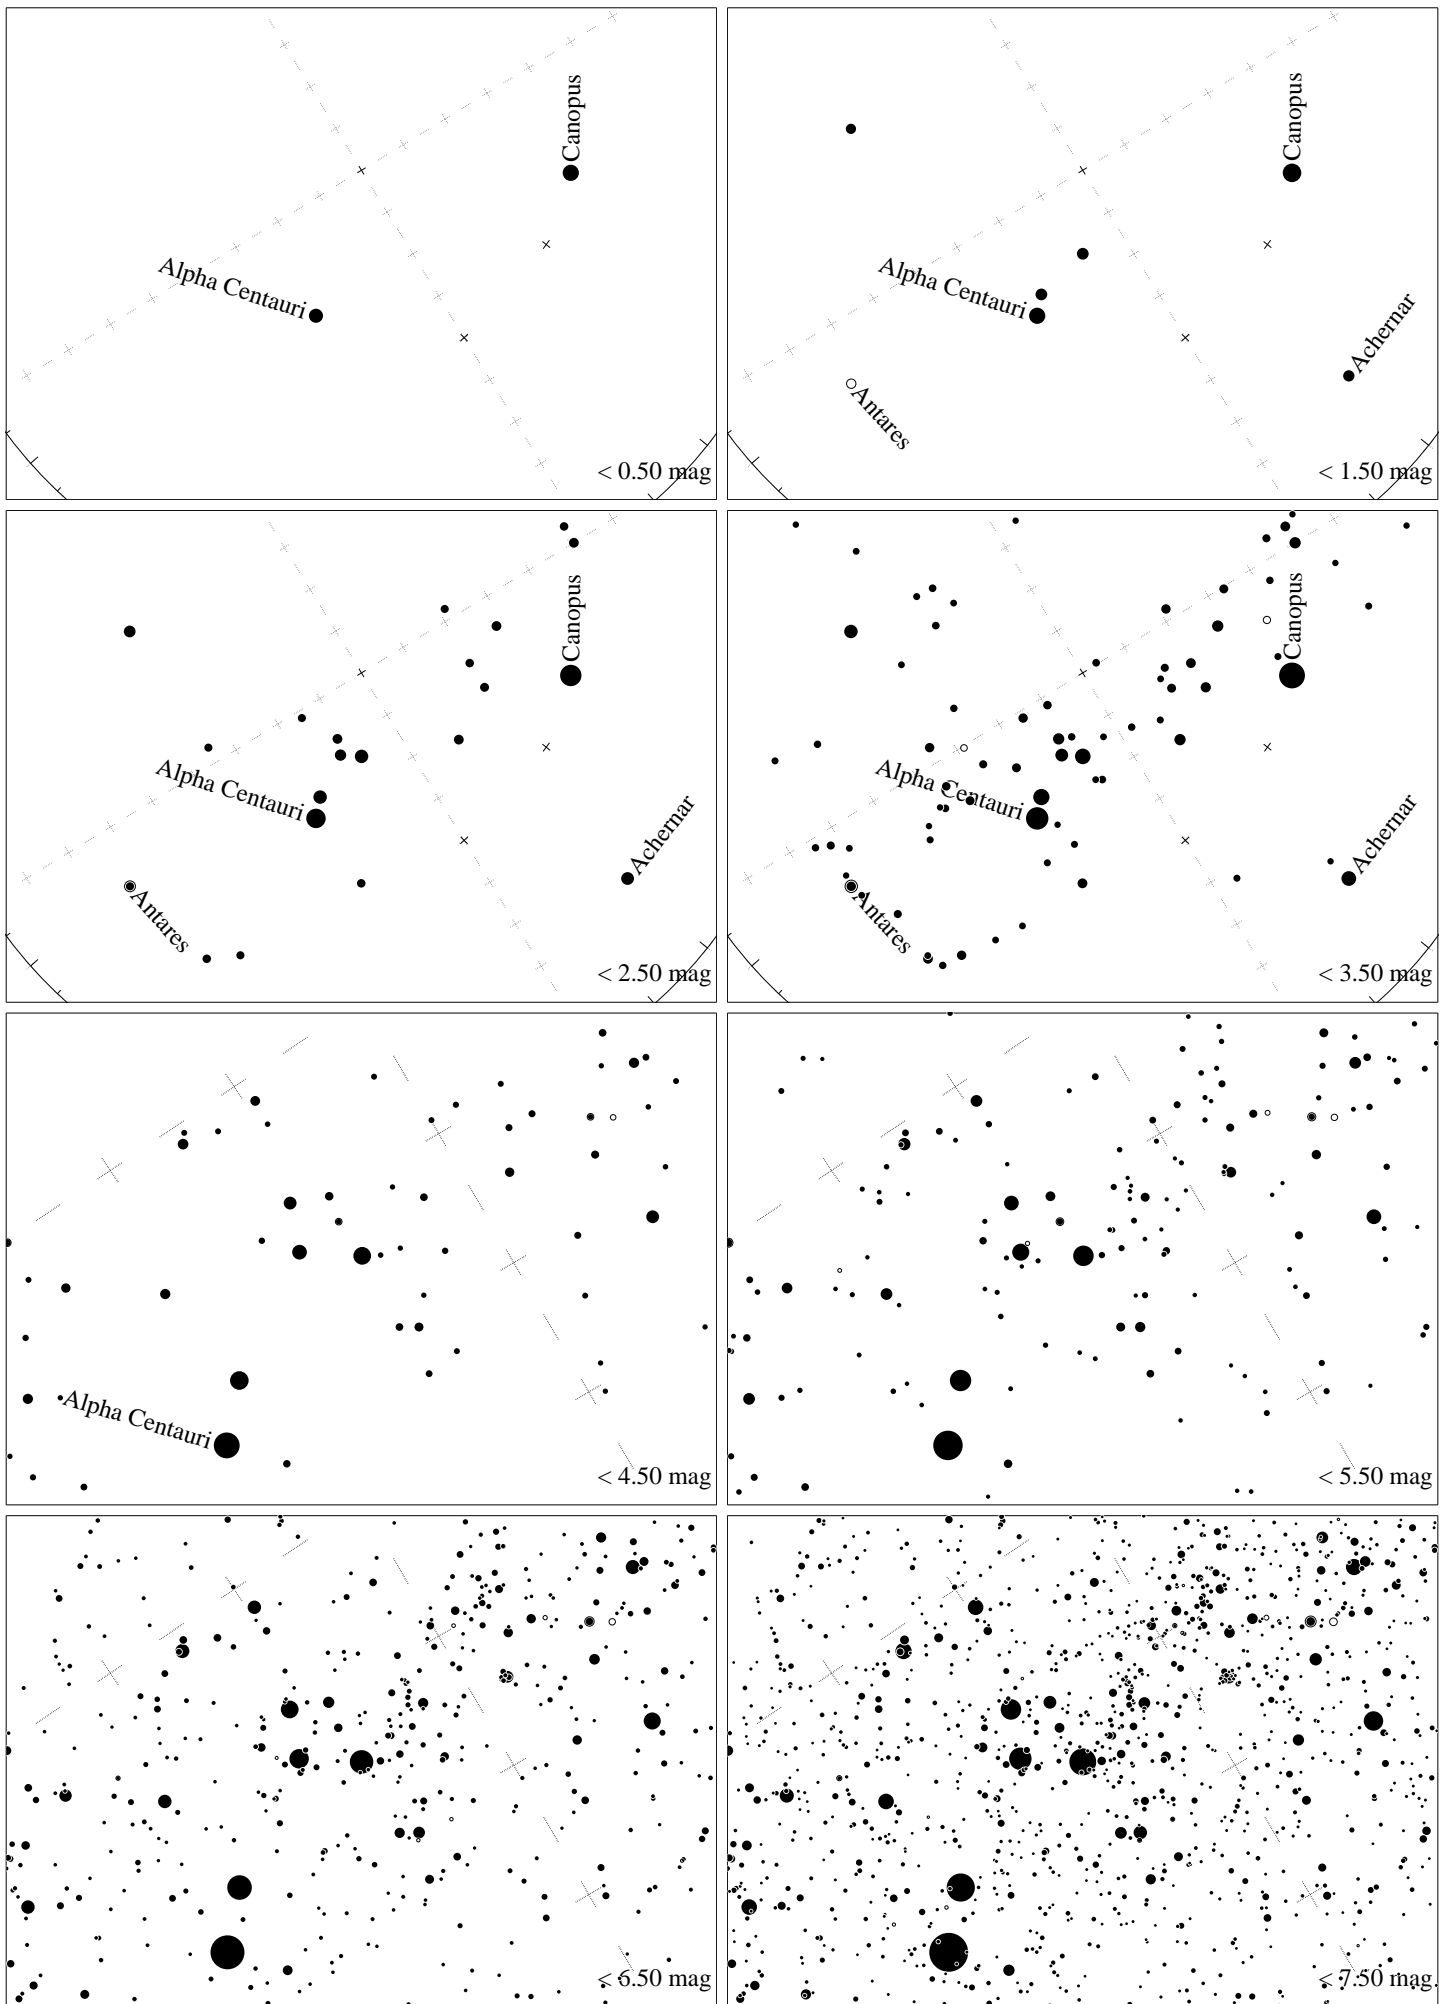 Canopus
Alpha Centauri
< 0.50 mag
Canopus
Alpha Centauri
Achernar
Antares
< 1.50 mag
Canopus
Alpha Centauri
Achernar
Antares
< 2.50 mag
Canopus
Alpha Centauri
Achernar
Antares
< 3.50 mag
Alpha Centauri
< 4.50 mag
< 5.50 mag
< 6.50 mag
< 7.50 mag